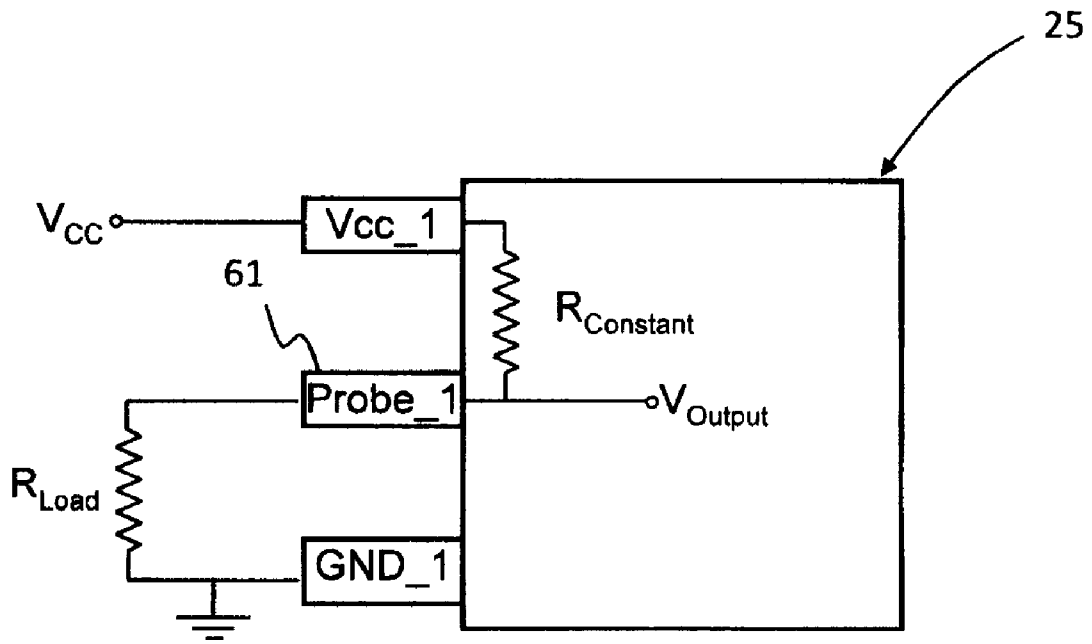 25
VCC
Vcc_1
61
RConstant
Probe_1
VOutput
RLoad
GND_1